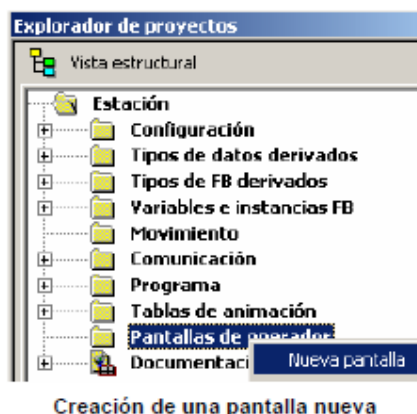 Explorador de proyectos
Vista estructural
Estación
Configuración
Tipos de datos derivados
Tipos de FB derivados
Variables e instancias FB
Movimiento
Comunicación
Programa
Tablas de animación
Pantallas de operador
Documentaci Nueva pantalla
Creación de una pantalla nueva